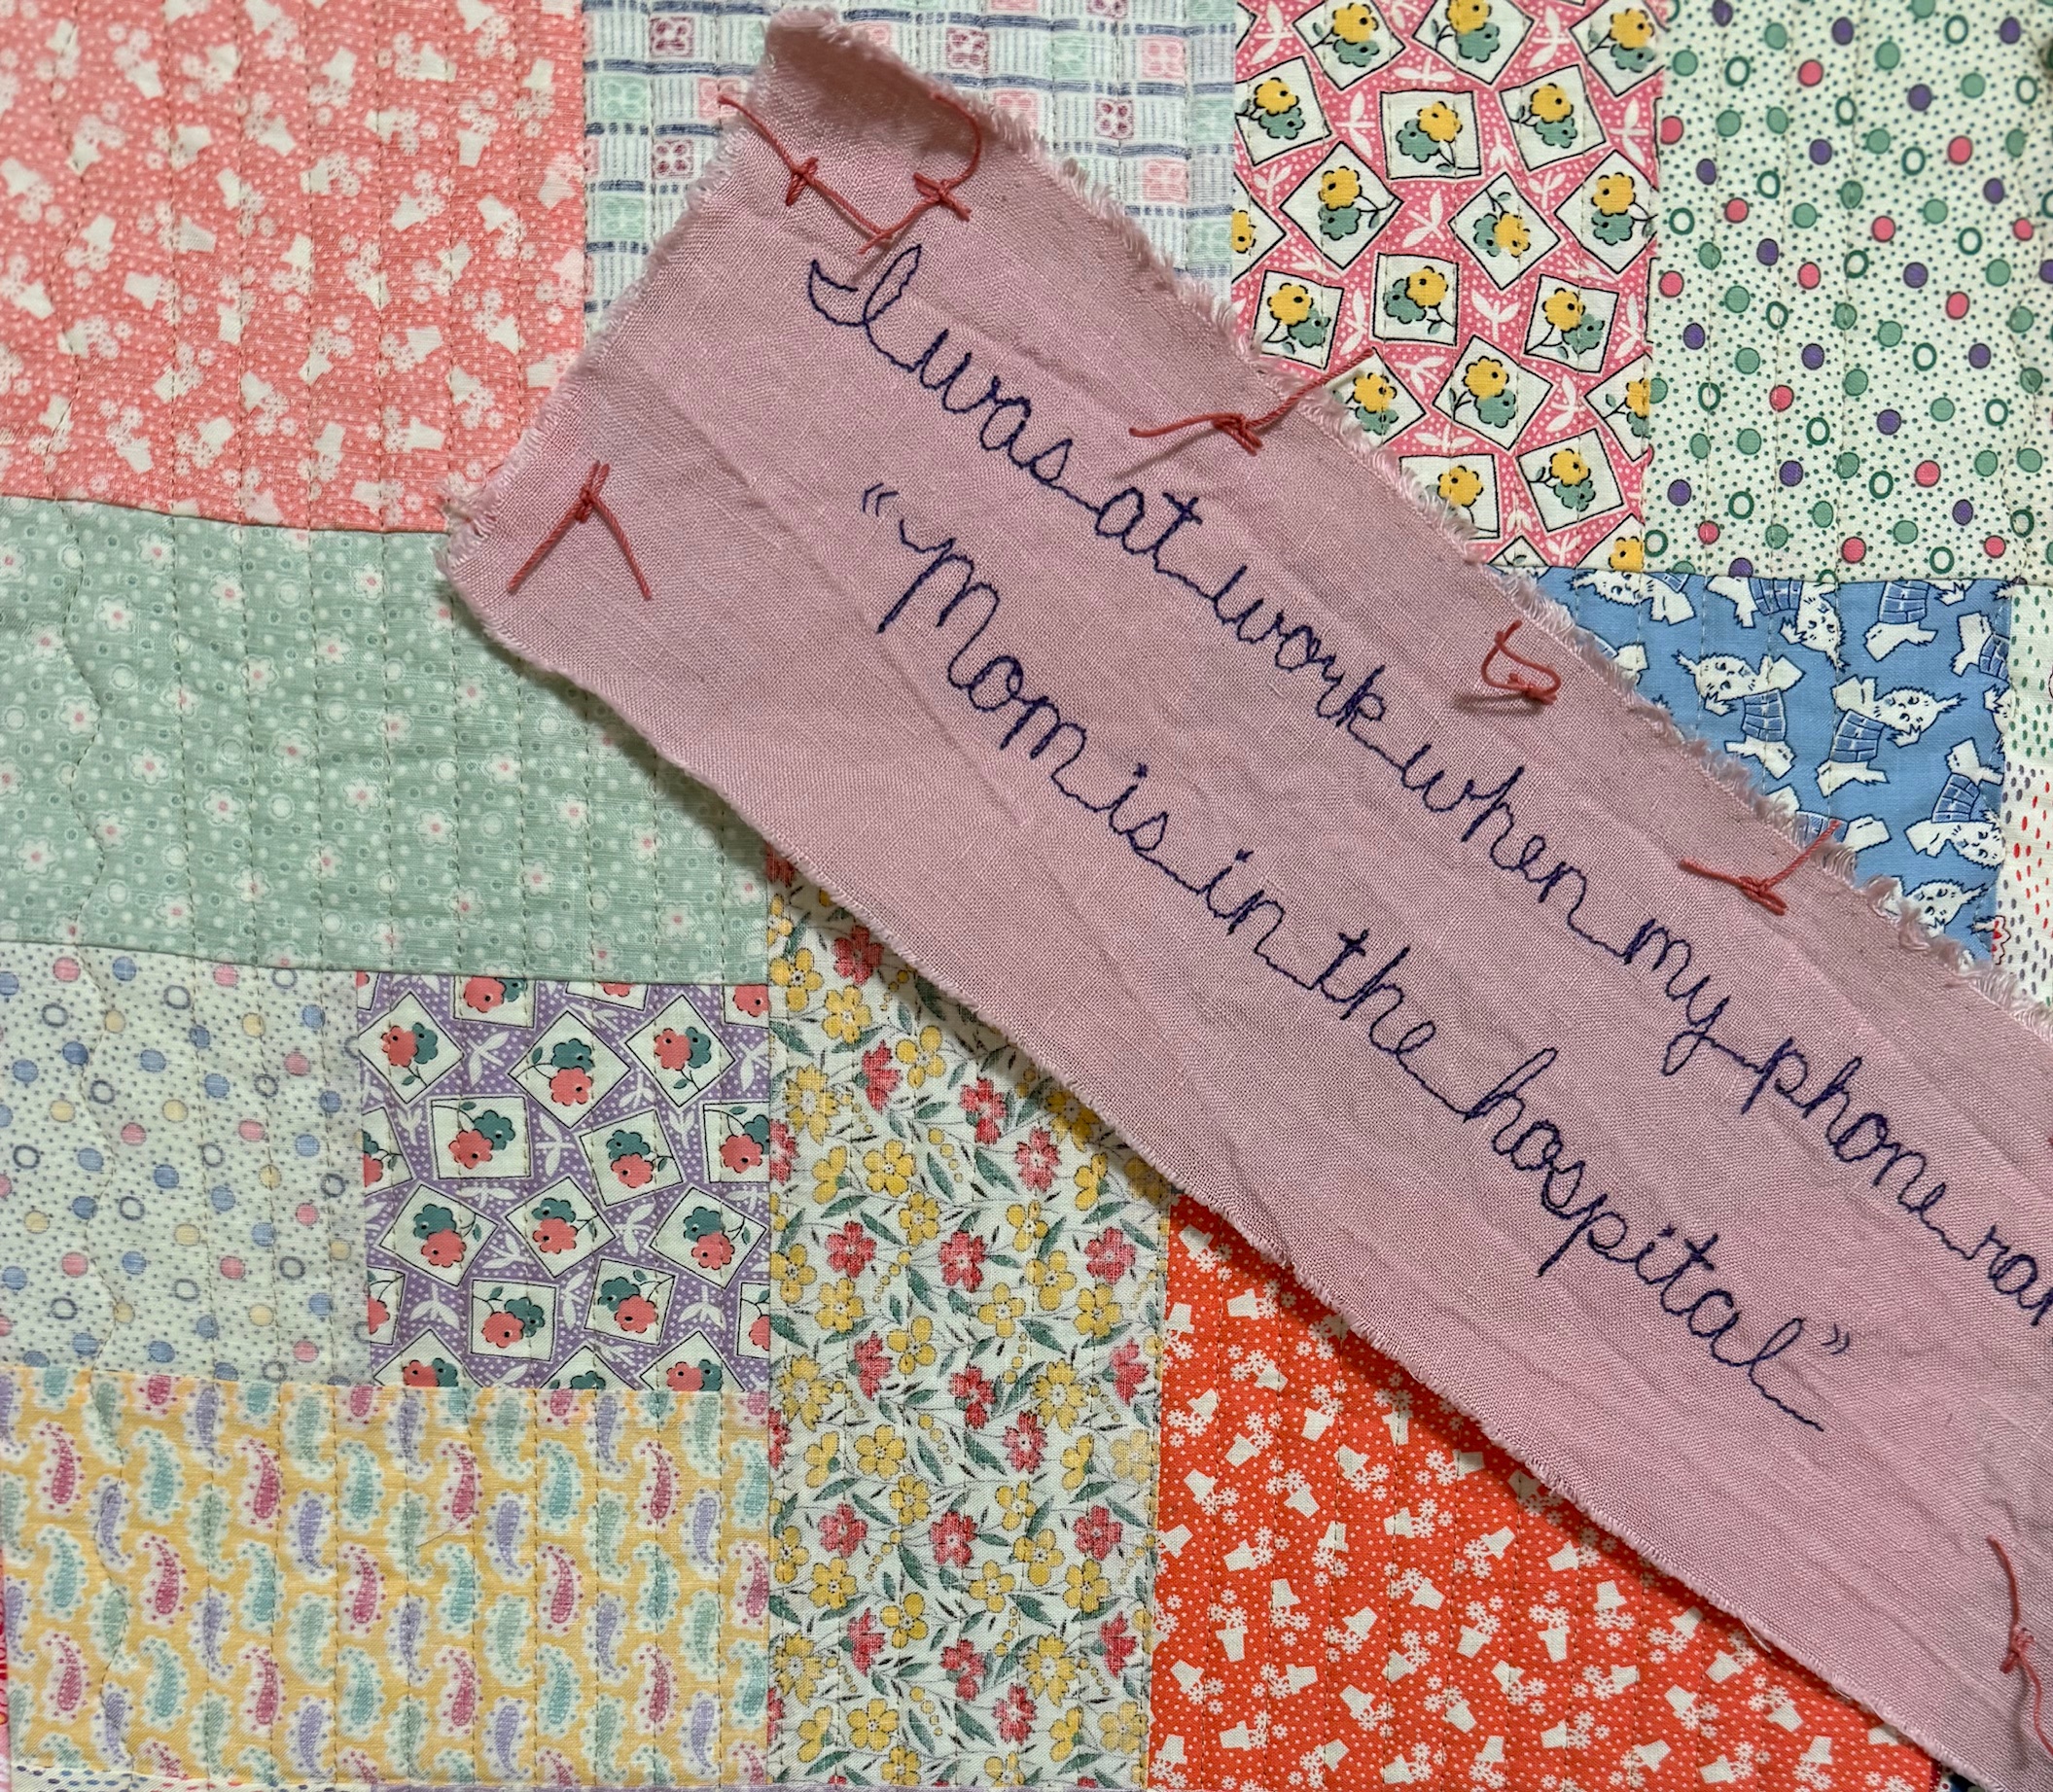 I was at work when my phone ran
“Mom is in the hospital”